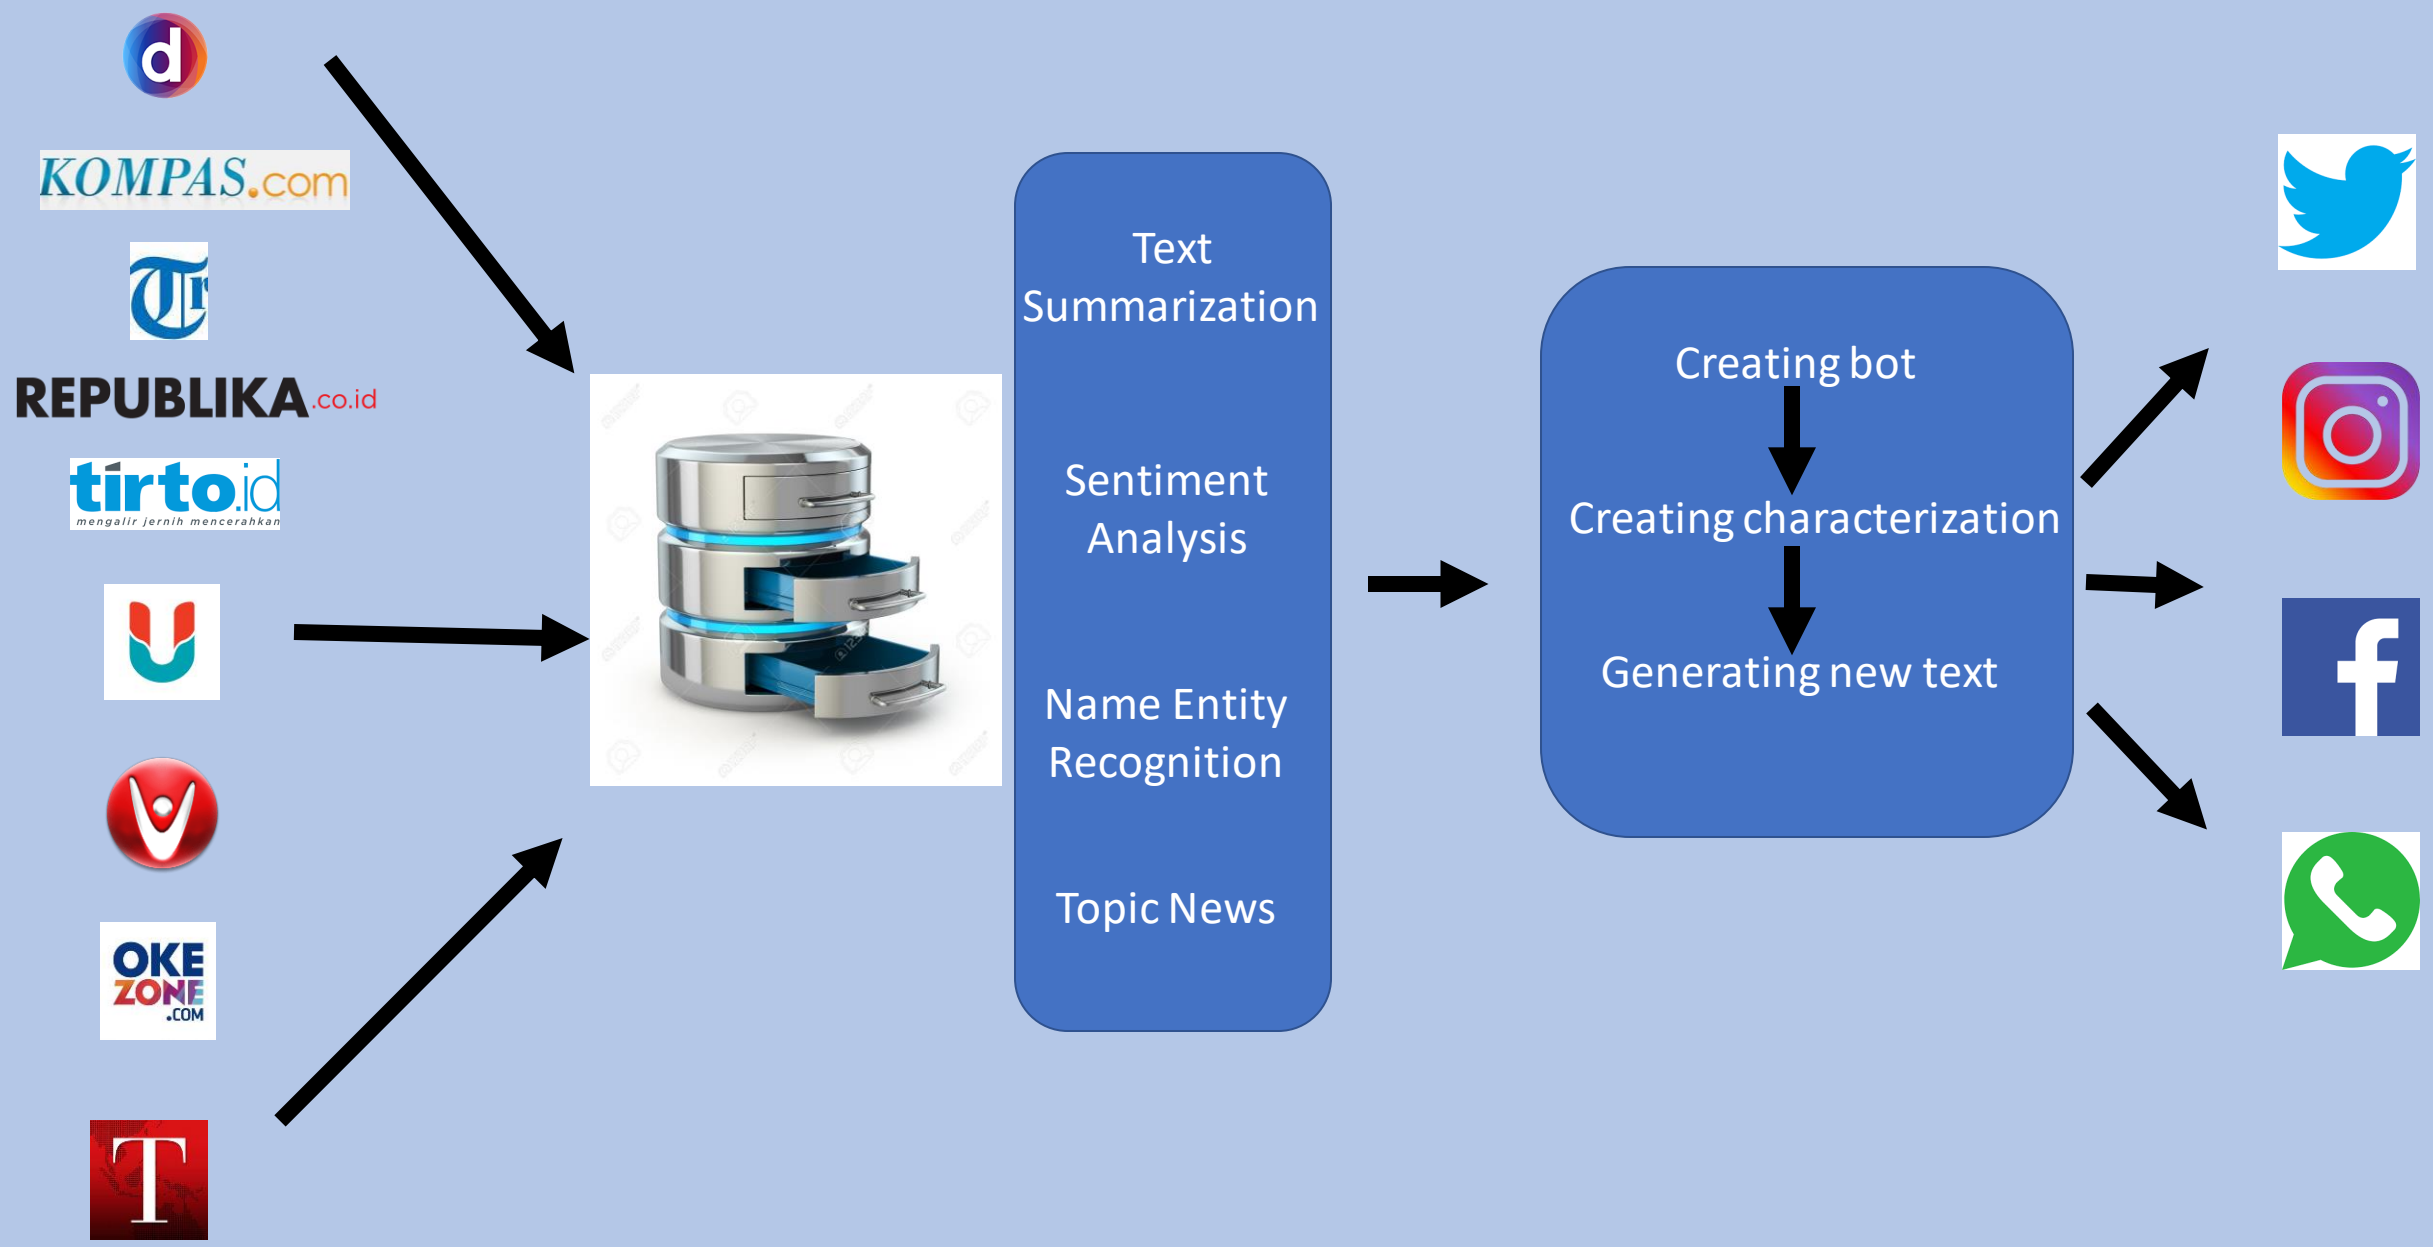 d
KOMPAS.com
Tr
REPUBLIKA.co.id
tirto.id
mengalir jernih mencerahkan
U
V
OKE
ZONE
.COM
T
Text
Summarization
Sentiment
Analysis
Name Entity
Recognition
Topic News
Creating bot
Creating characterization
Generating new text
f